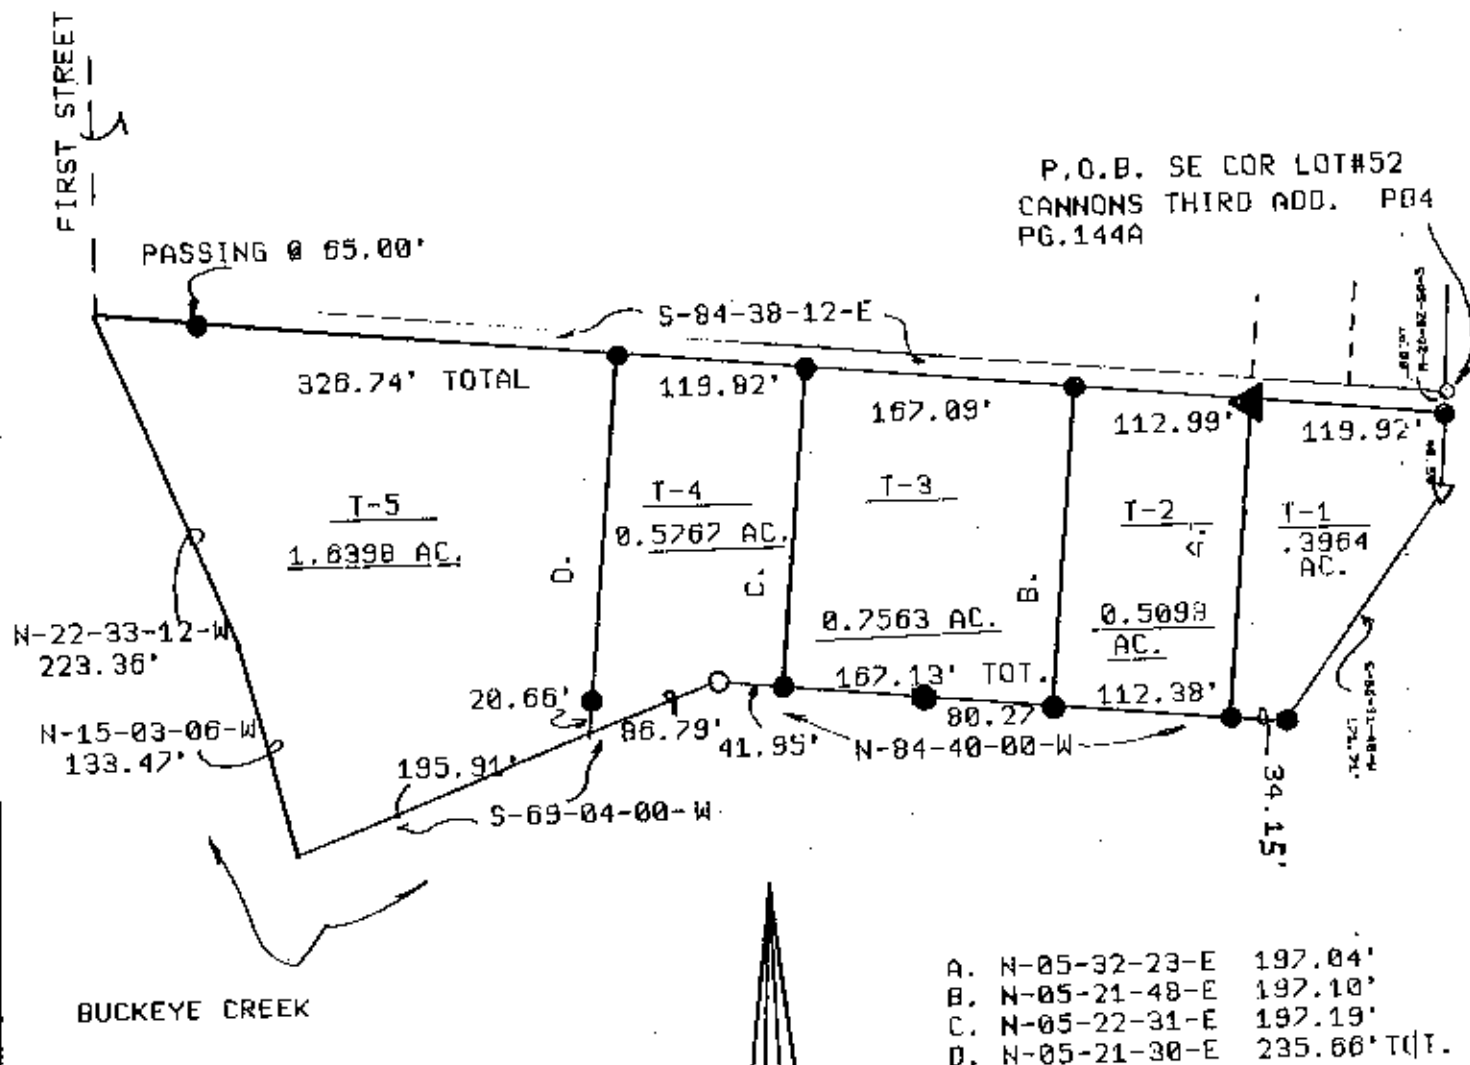 FIRST STREET
P.O.B. SE COR LOT#52
CANNONS THIRD ADD. PB4
PG.144A
PASSING @ 65.00'
S-84-38-12-E
326.74' TOTAL
119.82'
167.09'
112.99'
119.92'
T-5
1.6398 AC.
T-4
0.5767 AC.
T-3
0.7563 AC.
T-2
0.5098
AC.
T-1
.3964
AC.
D.
C.
B.
A.
N-22-33-12-W
223.36'
N-15-03-06-W
133.47'
20.66'
86.79'
41.95'
167.13' TOT.
80.27
112.38'
N-84-40-00-W
34.15'
195.91'
S-69-04-00-W
BUCKEYE CREEK
A. N-05-32-23-E 197.04'
B. N-05-21-48-E 197.10'
C. N-05-22-31-E 197.19'
D. N-05-21-30-E 235.66' TOT.